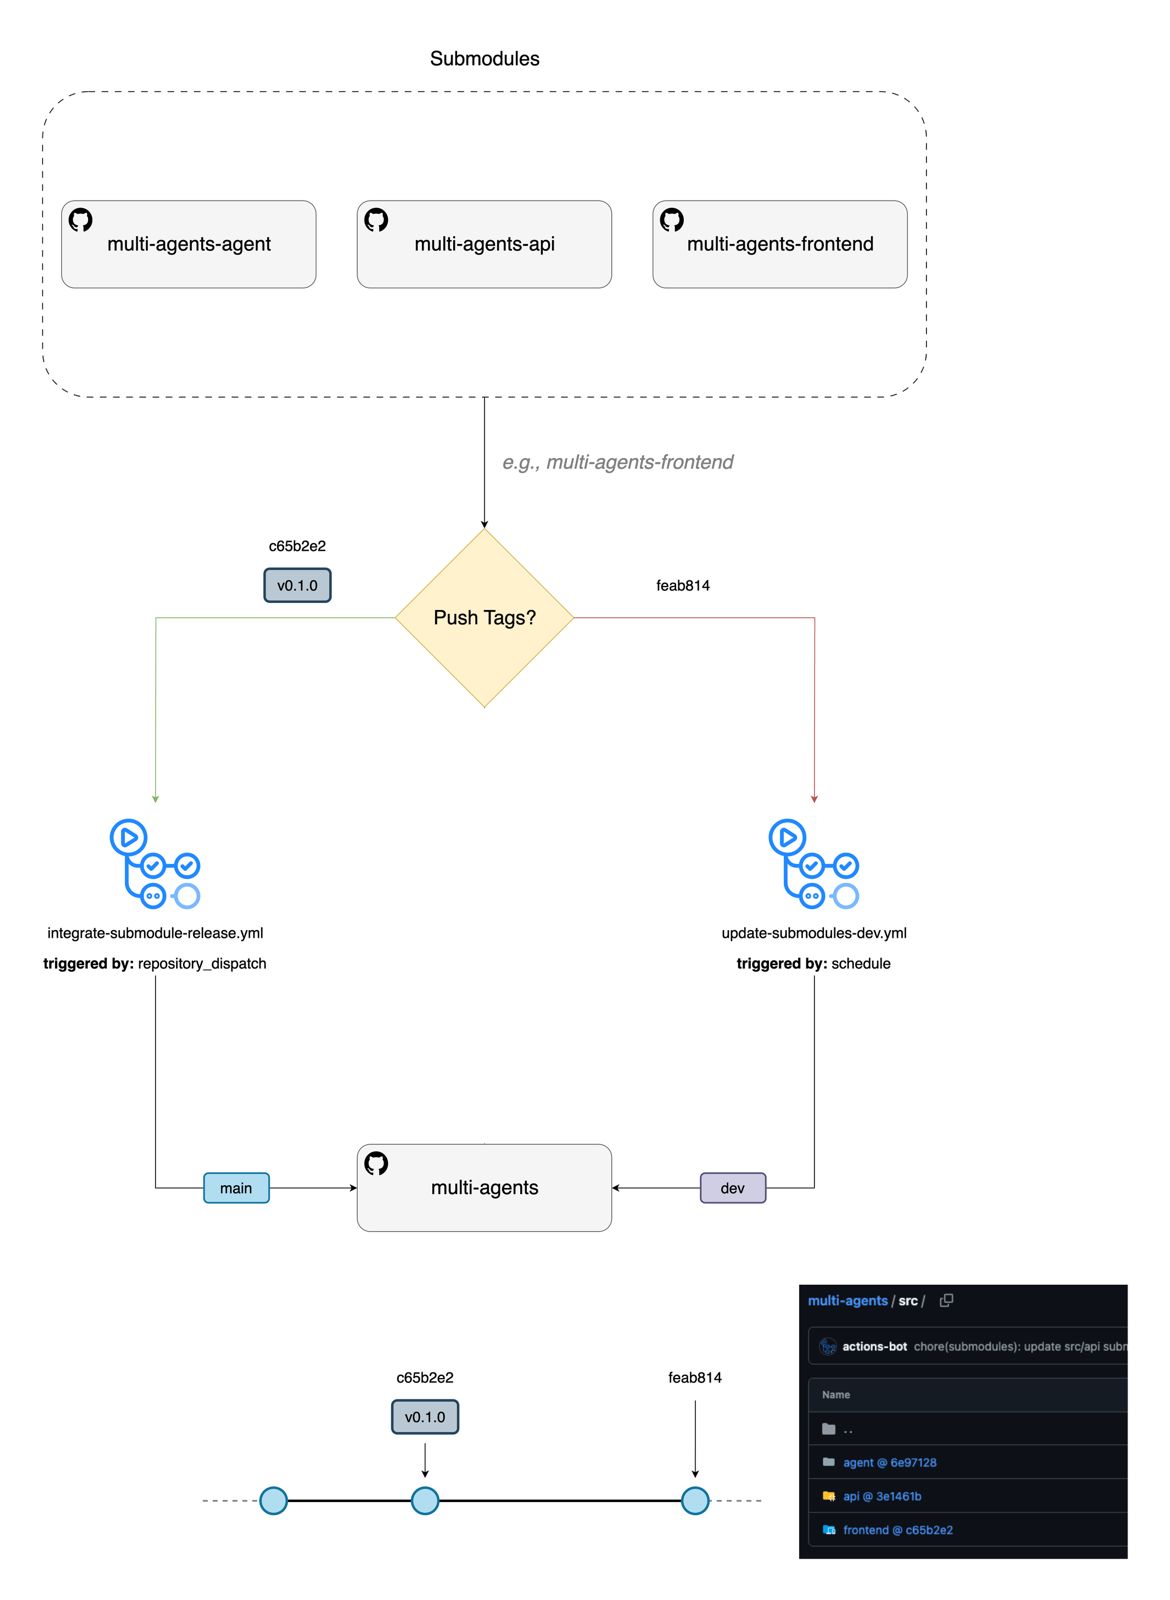 Submodules
multi-agents-agent
multi-agents-api
multi-agents-frontend
e.g., multi-agents-frontend
c65b2e2
v0.1.0
feab814
Push Tags?
integrate-submodule-release.yml
triggered by: repository_dispatch
update-submodules-dev.yml
triggered by: schedule
main
multi-agents
dev
c65b2e2
v0.1.0
feab814
multi-agents / src /
actions-bot chore(submodules): update src/api subm
Name
..
agent @ 6e97128
api @ 3e1461b
frontend @ c65b2e2